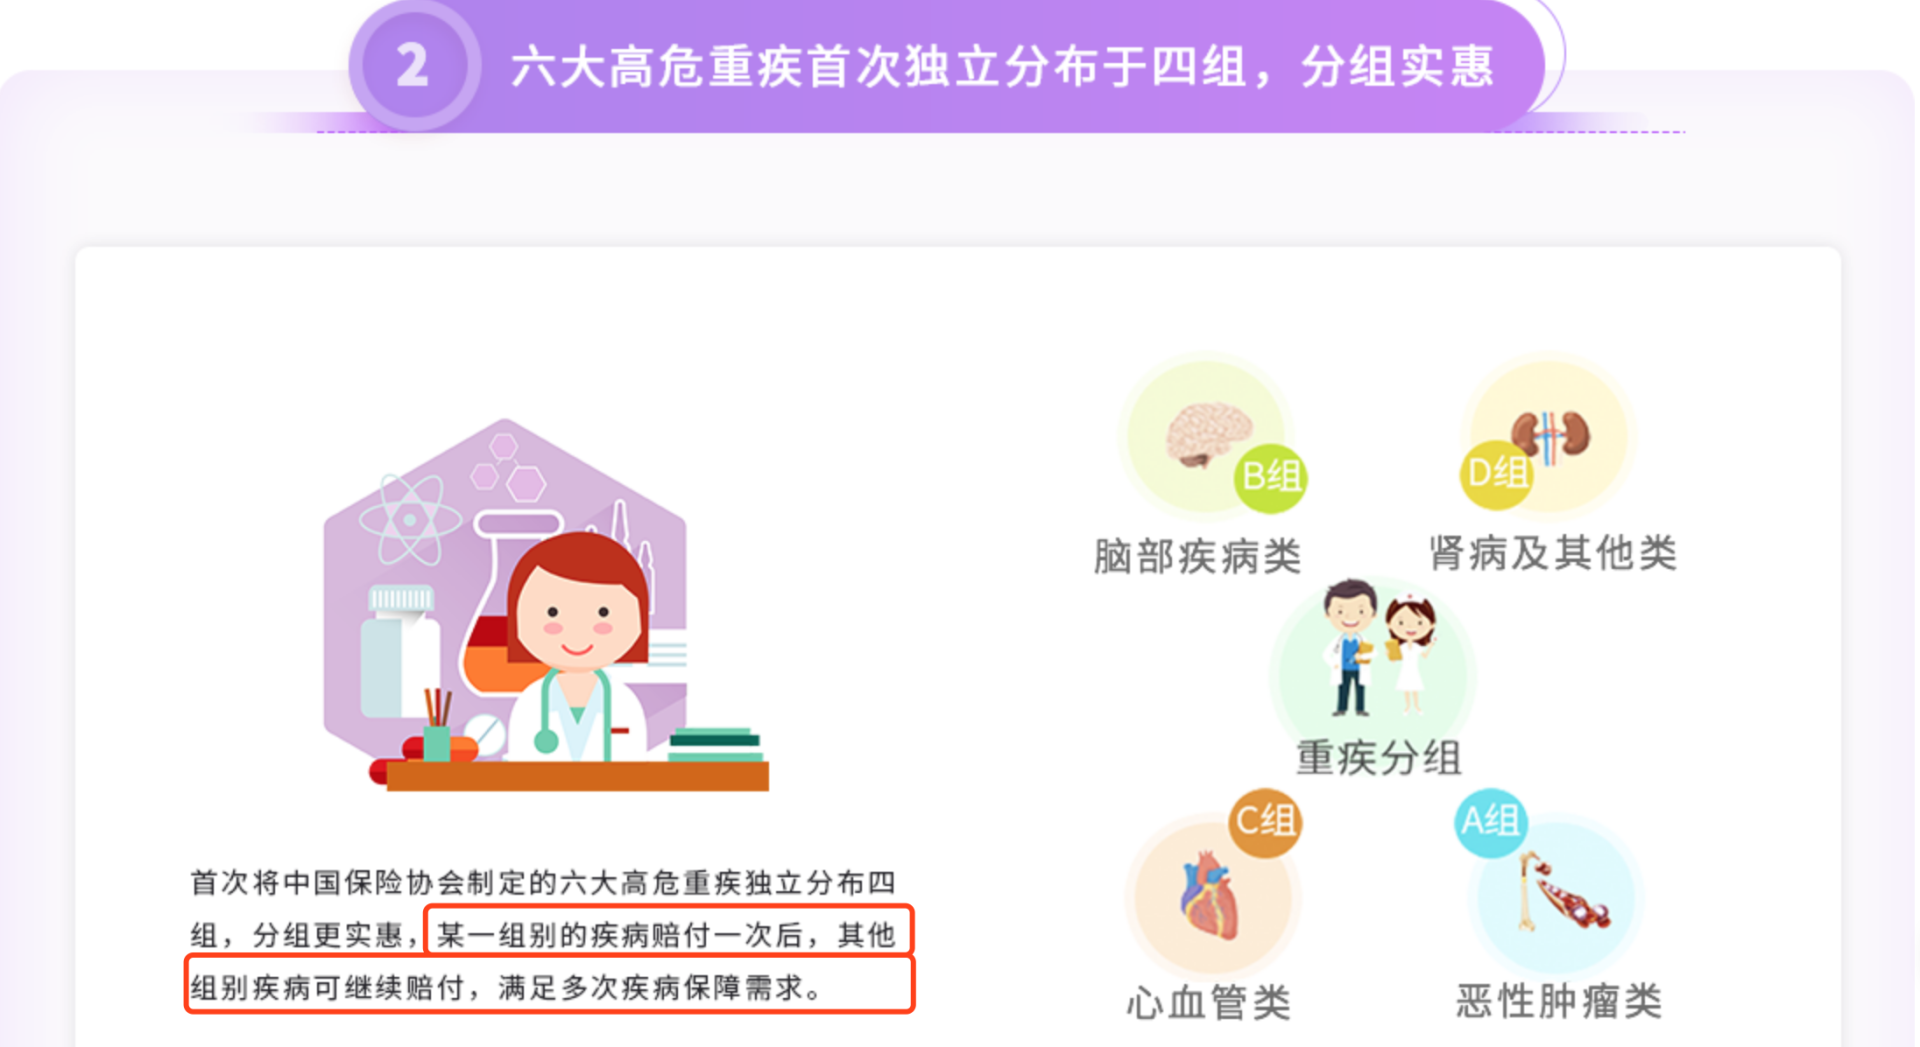 2
六大高危重疾首次独立分布于四组，分组实惠
B组
脑部疾病类
D组
肾病及其他类
重疾分组
C组
心血管类
A组
恶性肿瘤类
首次将中国保险协会制定的六大高危重疾独立分布四
组，分组更实惠，某一组别的疾病赔付一次后，其他
组别疾病可继续赔付，满足多次疾病保障需求。